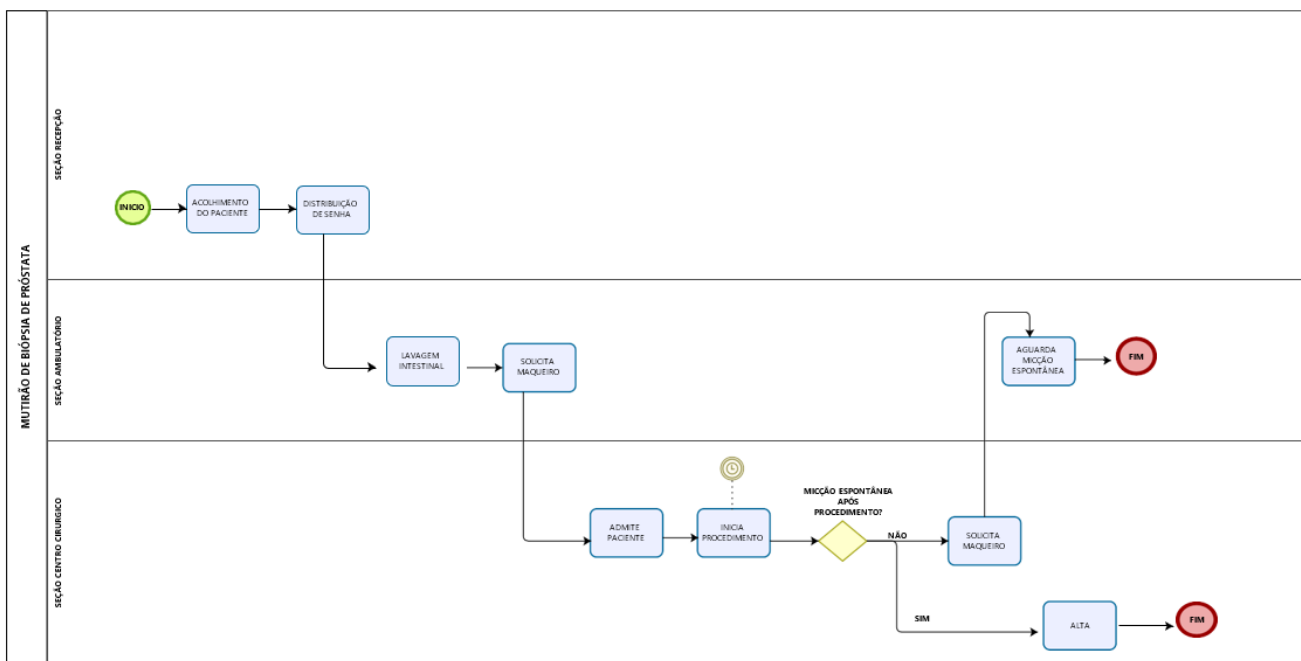 MUTIRÃO DE BIÓPSIA DE PRÓSTATA
SEÇÃO RECEPÇÃO
INICIO
ACOLHIMENTO
DO PACIENTE
DISTRIBUIÇÃO
DE SENHA
SEÇÃO AMBULATÓRIO
LAVAGEM
INTESTINAL
SOLICITA
MAQUEIRO
AGUARDA
MICÇÃO
ESPONTÂNEA
FIM
SEÇÃO CENTRO CIRURGICO
ADMITE
PACIENTE
INICIA
PROCEDIMENTO
MICÇÃO ESPONTÂNEA
APÓS
PROCEDIMENTO?
NÃO
SOLICITA
MAQUEIRO
SIM
ALTA
FIM